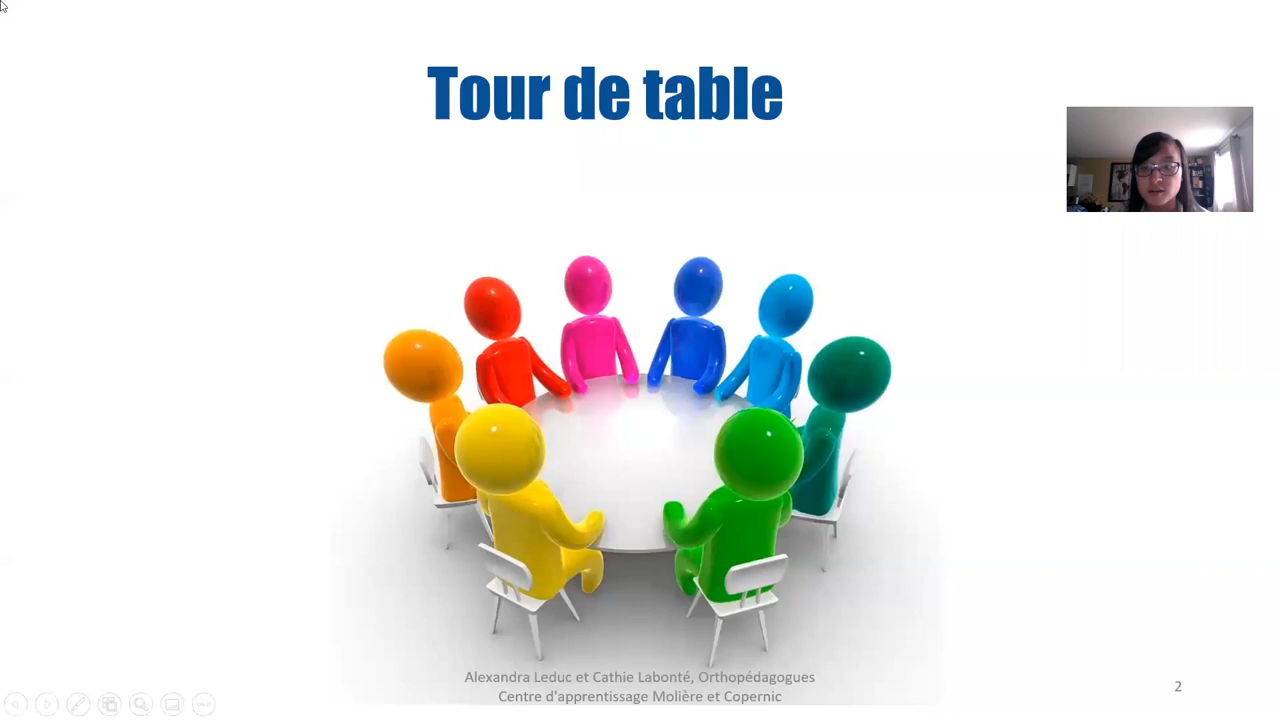 Tour de table
Alexandra Leduc et Cathie Labonté, Orthopédagogues
Centre d'apprentissage Molière et Copernic
2